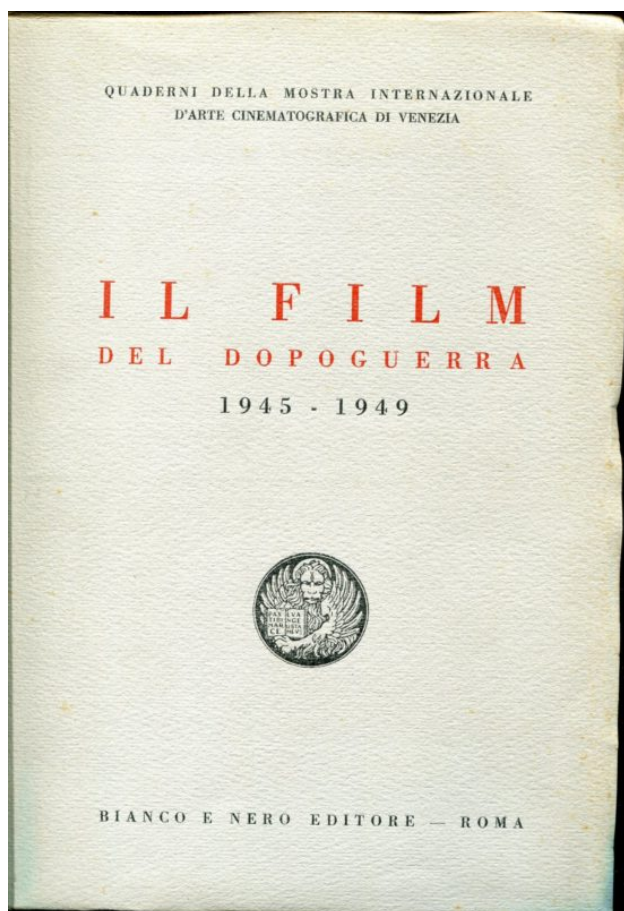 QUADERNI DELLA MOSTRA INTERNAZIONALE
D'ARTE CINEMATOGRAFICA DI VENEZIA
IL FILM
DEL DOPOGUERRA
1945 - 1949
BIANCO E NERO EDITORE — ROMA